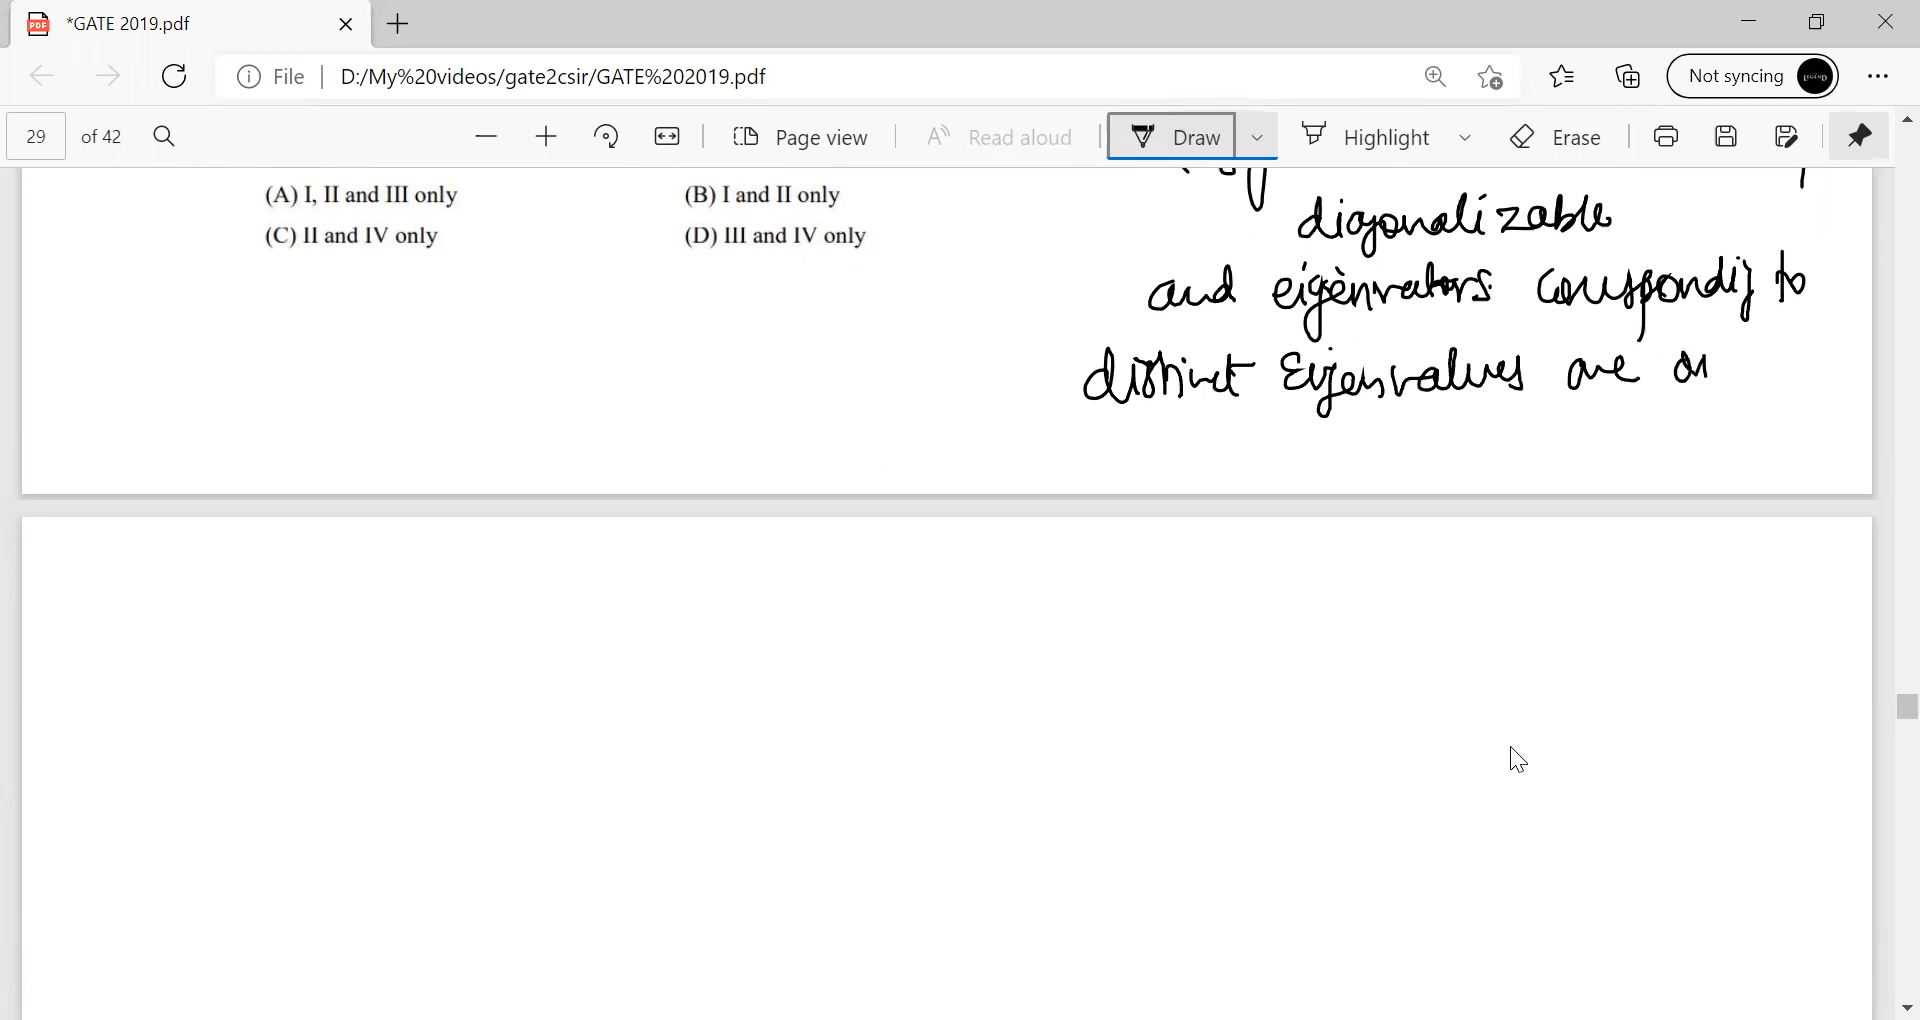 *GATE 2019.pdf
File D:/My%20videos/gate2csir/GATE%202019.pdf
Not syncing
29 of 42
Page view
Read aloud
Draw
Highlight
Erase
(A) I, II and III only (B) I and II only
(C) II and IV only (D) III and IV only
diagonalizable
and eigenvectors corresponding to
distinct Eigenvalues are